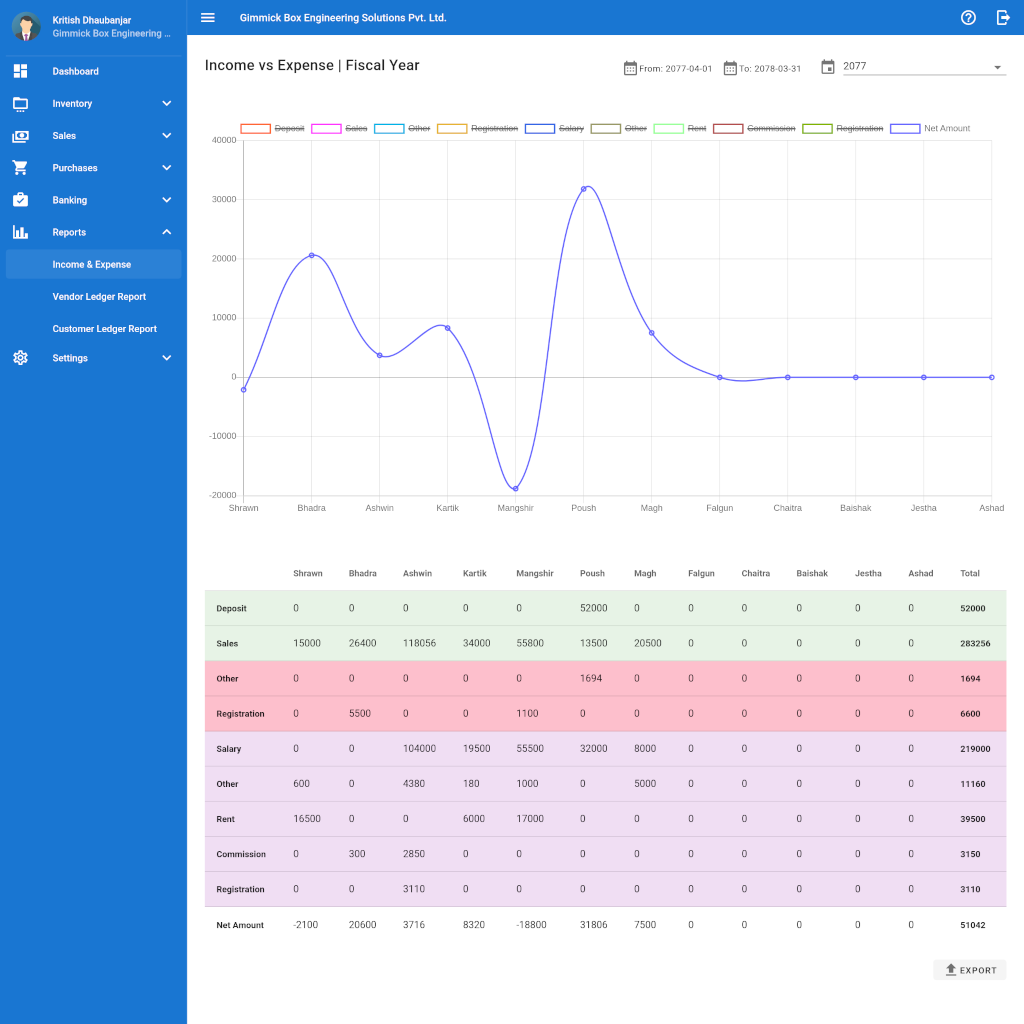 Kritish Dhaubanjar
Gimmick Box Engineering ...
Dashboard
Inventory
Sales
Purchases
Banking
Reports
Income & Expense
Vendor Ledger Report
Customer Ledger Report
Settings
Gimmick Box Engineering Solutions Pvt. Ltd.
Income vs Expense | Fiscal Year
From: 2077-04-01 To: 2078-03-31 2077
Deposit Sales Other Registration Salary Other Rent Commission Registration Net Amount
40000
30000
20000
10000
0
-10000
-20000
Shrawn Bhadra Ashwin Kartik Mangshir Poush Magh Falgun Chaitra Baishak Jestha Ashad
Shrawn Bhadra Ashwin Kartik Mangshir Poush Magh Falgun Chaitra Baishak Jestha Ashad Total
Deposit 0 0 0 0 0 52000 0 0 0 0 0 0 52000
Sales 15000 26400 118056 34000 55800 13500 20500 0 0 0 0 0 283256
Other 0 0 0 0 0 1694 0 0 0 0 0 0 1694
Registration 0 5500 0 0 1100 0 0 0 0 0 0 0 6600
Salary 0 0 104000 19500 55500 32000 8000 0 0 0 0 0 219000
Other 600 0 4380 180 1000 0 5000 0 0 0 0 0 11160
Rent 16500 0 0 6000 17000 0 0 0 0 0 0 0 39500
Commission 0 300 2850 0 0 0 0 0 0 0 0 0 3150
Registration 0 0 3110 0 0 0 0 0 0 0 0 0 3110
Net Amount -2100 20600 3716 8320 -18800 31806 7500 0 0 0 0 0 51042
EXPORT